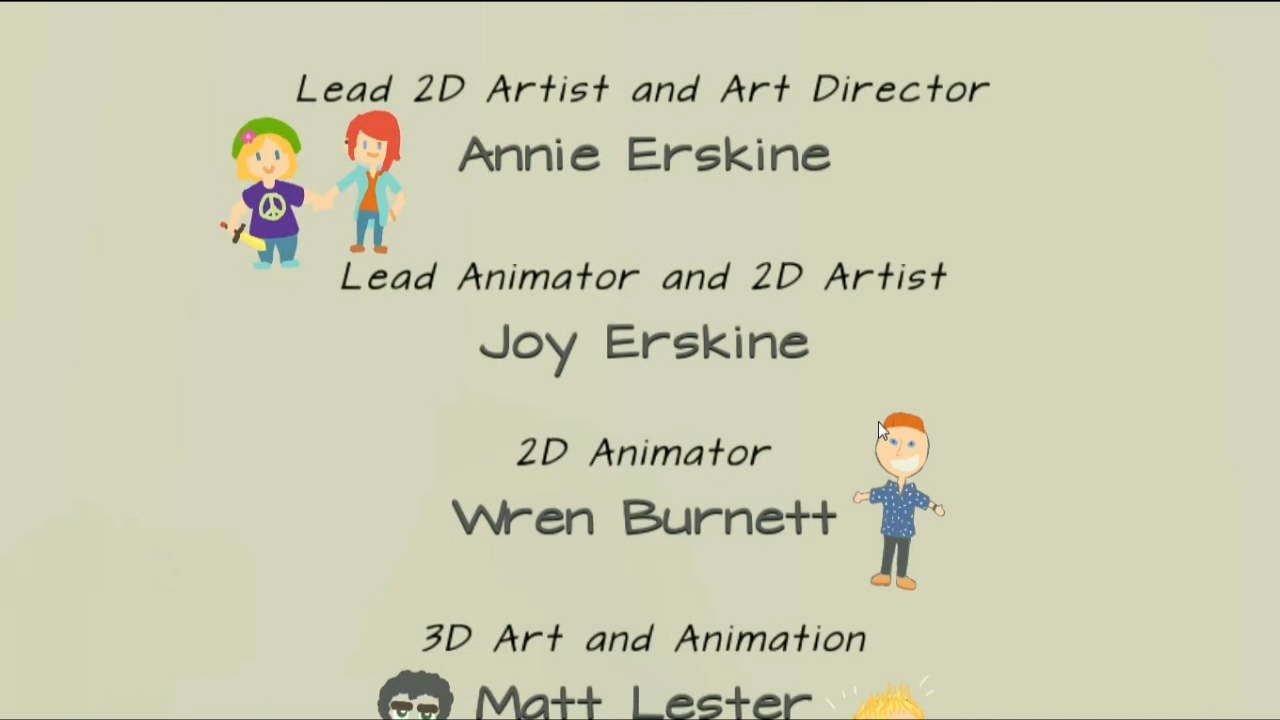 Lead 2D Artist and Art Director
Annie Erskine
Lead Animator and 2D Artist
Joy Erskine
2D Animator
Wren Burnett
3D Art and Animation
Matt Lester